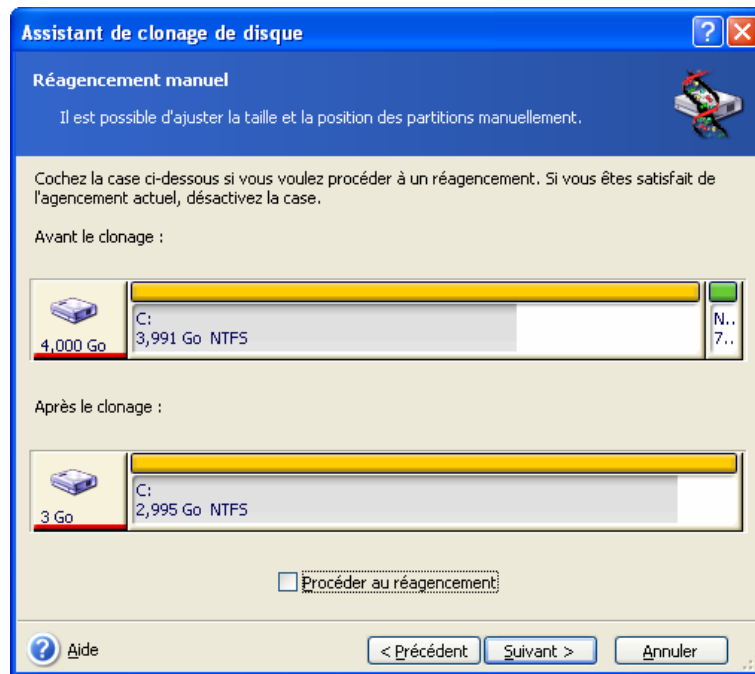 Assistant de clonage de disque
Réagencement manuel
Il est possible d'ajuster la taille et la position des partitions manuellement.
Cochez la case ci-dessous si vous voulez procéder à un réagencement. Si vous êtes satisfait de
l'agencement actuel, désactivez la case.
Avant le clonage :
4,000 Go
C:
3,991 Go NTFS
N..
7..
Après le clonage :
3 Go
C:
2,995 Go NTFS
Procéder au réagencement
Aide
< Précédent
Suivant >
Annuler